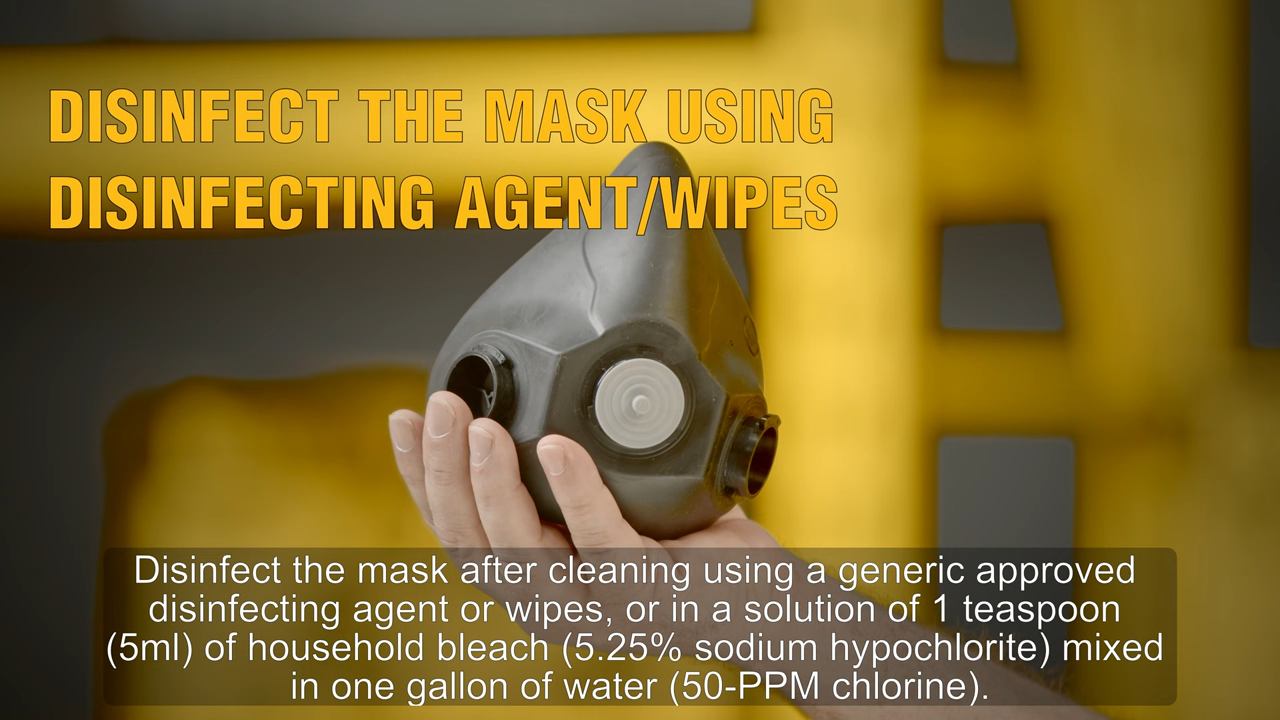 DISINFECT THE MASK USING
DISINFECTING AGENT/WIPES
Disinfect the mask after cleaning using a generic approved
disinfecting agent or wipes, or in a solution of 1 teaspoon
(5ml) of household bleach (5.25% sodium hypochlorite) mixed
in one gallon of water (50-PPM chlorine).